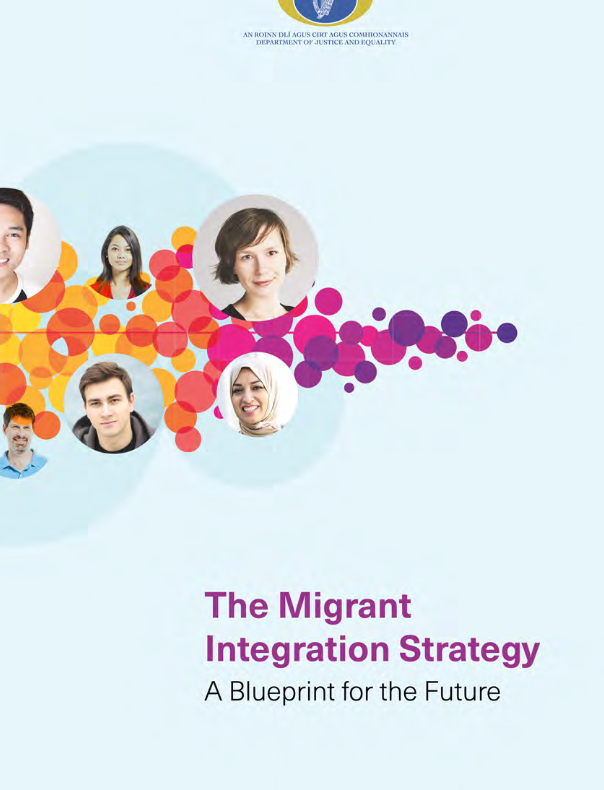 AN ROINN DLÍ AGUS CIRT AGUS COMHIONANNAIS
DEPARTMENT OF JUSTICE AND EQUALITY
The Migrant
Integration Strategy
A Blueprint for the Future